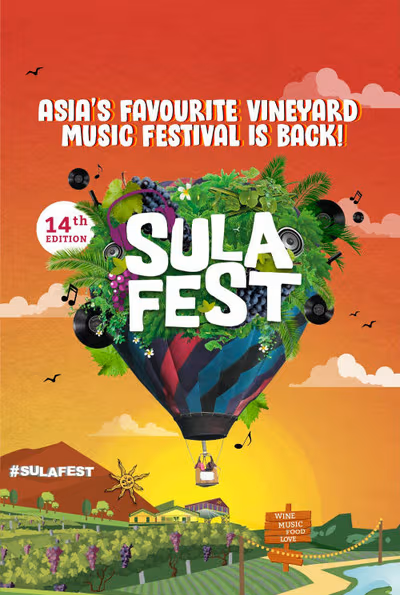 ASIA'S FAVOURITE VINEYARD
MUSIC FESTIVAL IS BACK!
14th
EDITION
SULA
FEST
#SULAFEST
WINE
MUSIC
FOOD
LOVE